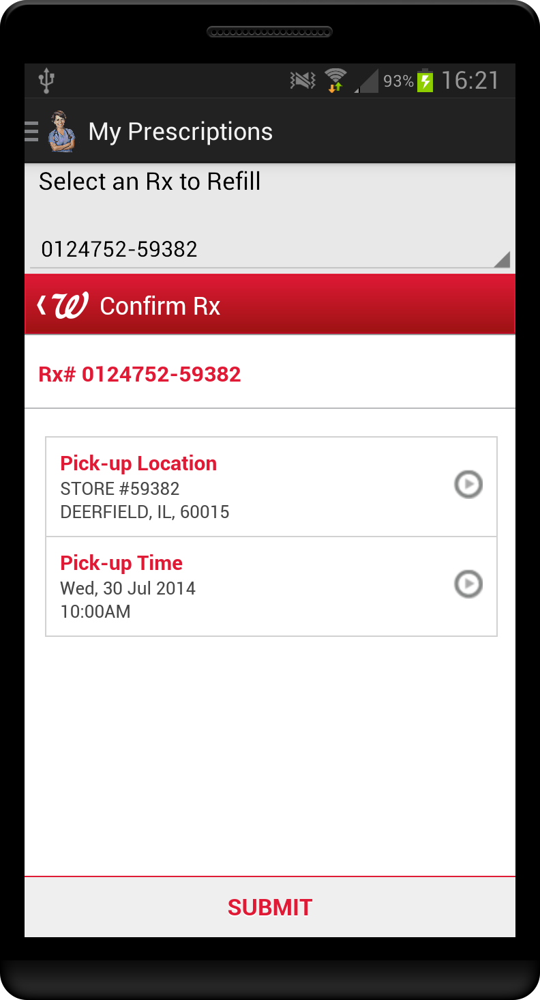 93% 16:21
My Prescriptions
Select an Rx to Refill
0124752-59382
W Confirm Rx
Rx# 0124752-59382
Pick-up Location
STORE #59382
DEERFIELD, IL, 60015
Pick-up Time
Wed, 30 Jul 2014
10:00AM
SUBMIT